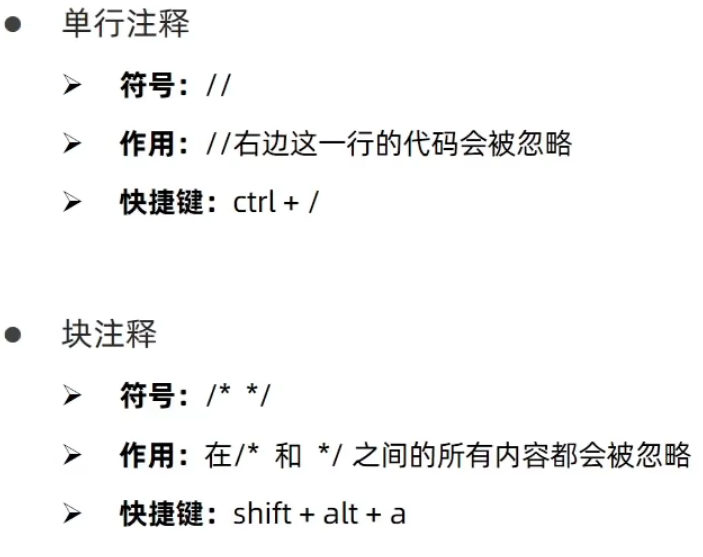 ● 单行注释
➢ 符号：//
➢ 作用：//右边这一行的代码会被忽略
➢ 快捷键：ctrl + /
● 块注释
➢ 符号：/* */
➢ 作用：在/* 和 */ 之间的所有内容都会被忽略
➢ 快捷键：shift + alt + a